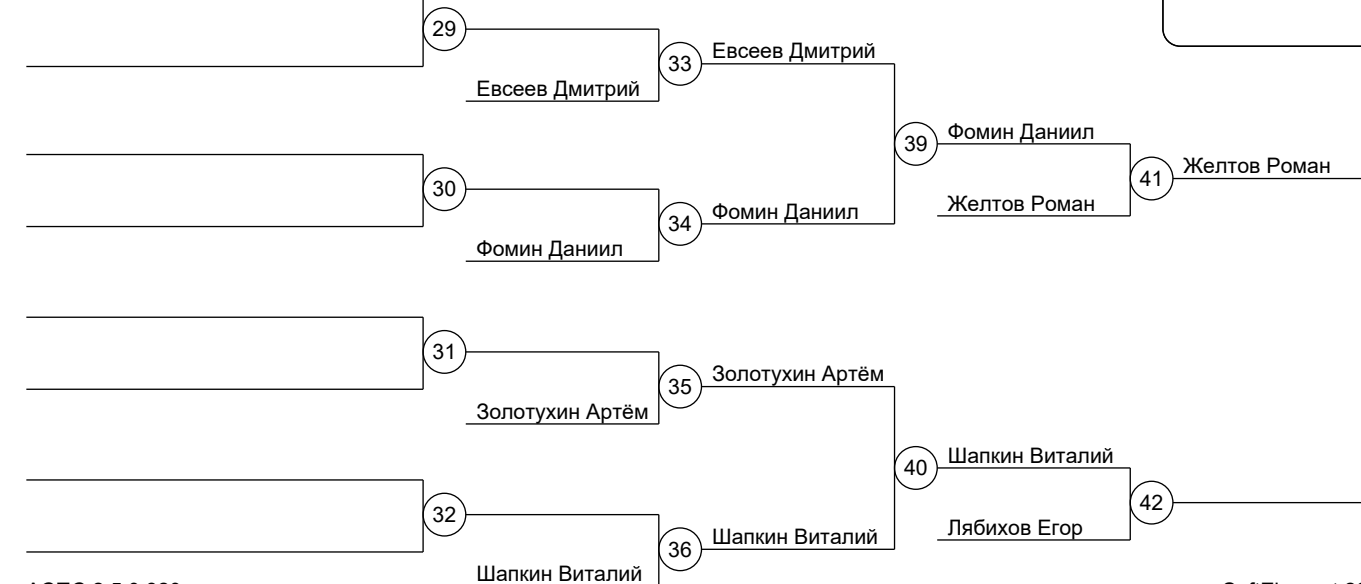 29
Евсеев Дмитрий
33
Евсеев Дмитрий
30
Фомин Даниил
34
Фомин Даниил
39
Фомин Даниил
Желтов Роман
41
Желтов Роман
31
Золотухин Артём
35
Золотухин Артём
32
Шапкин Виталий
36
Шапкин Виталий
40
Шапкин Виталий
Лябихов Егор
42